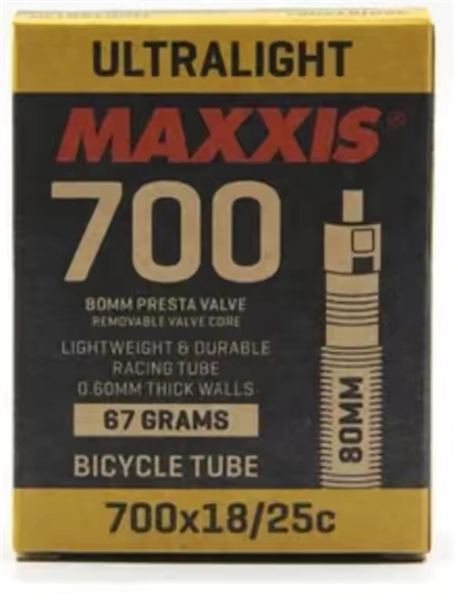 ULTRALIGHT
MAXXIS®
700
80MM PRESTA VALVE
REMOVABLE VALVE CORE
LIGHTWEIGHT & DURABLE
RACING TUBE
0.60MM THICK WALLS
67 GRAMS
BICYCLE TUBE
80MM
700x18/25c